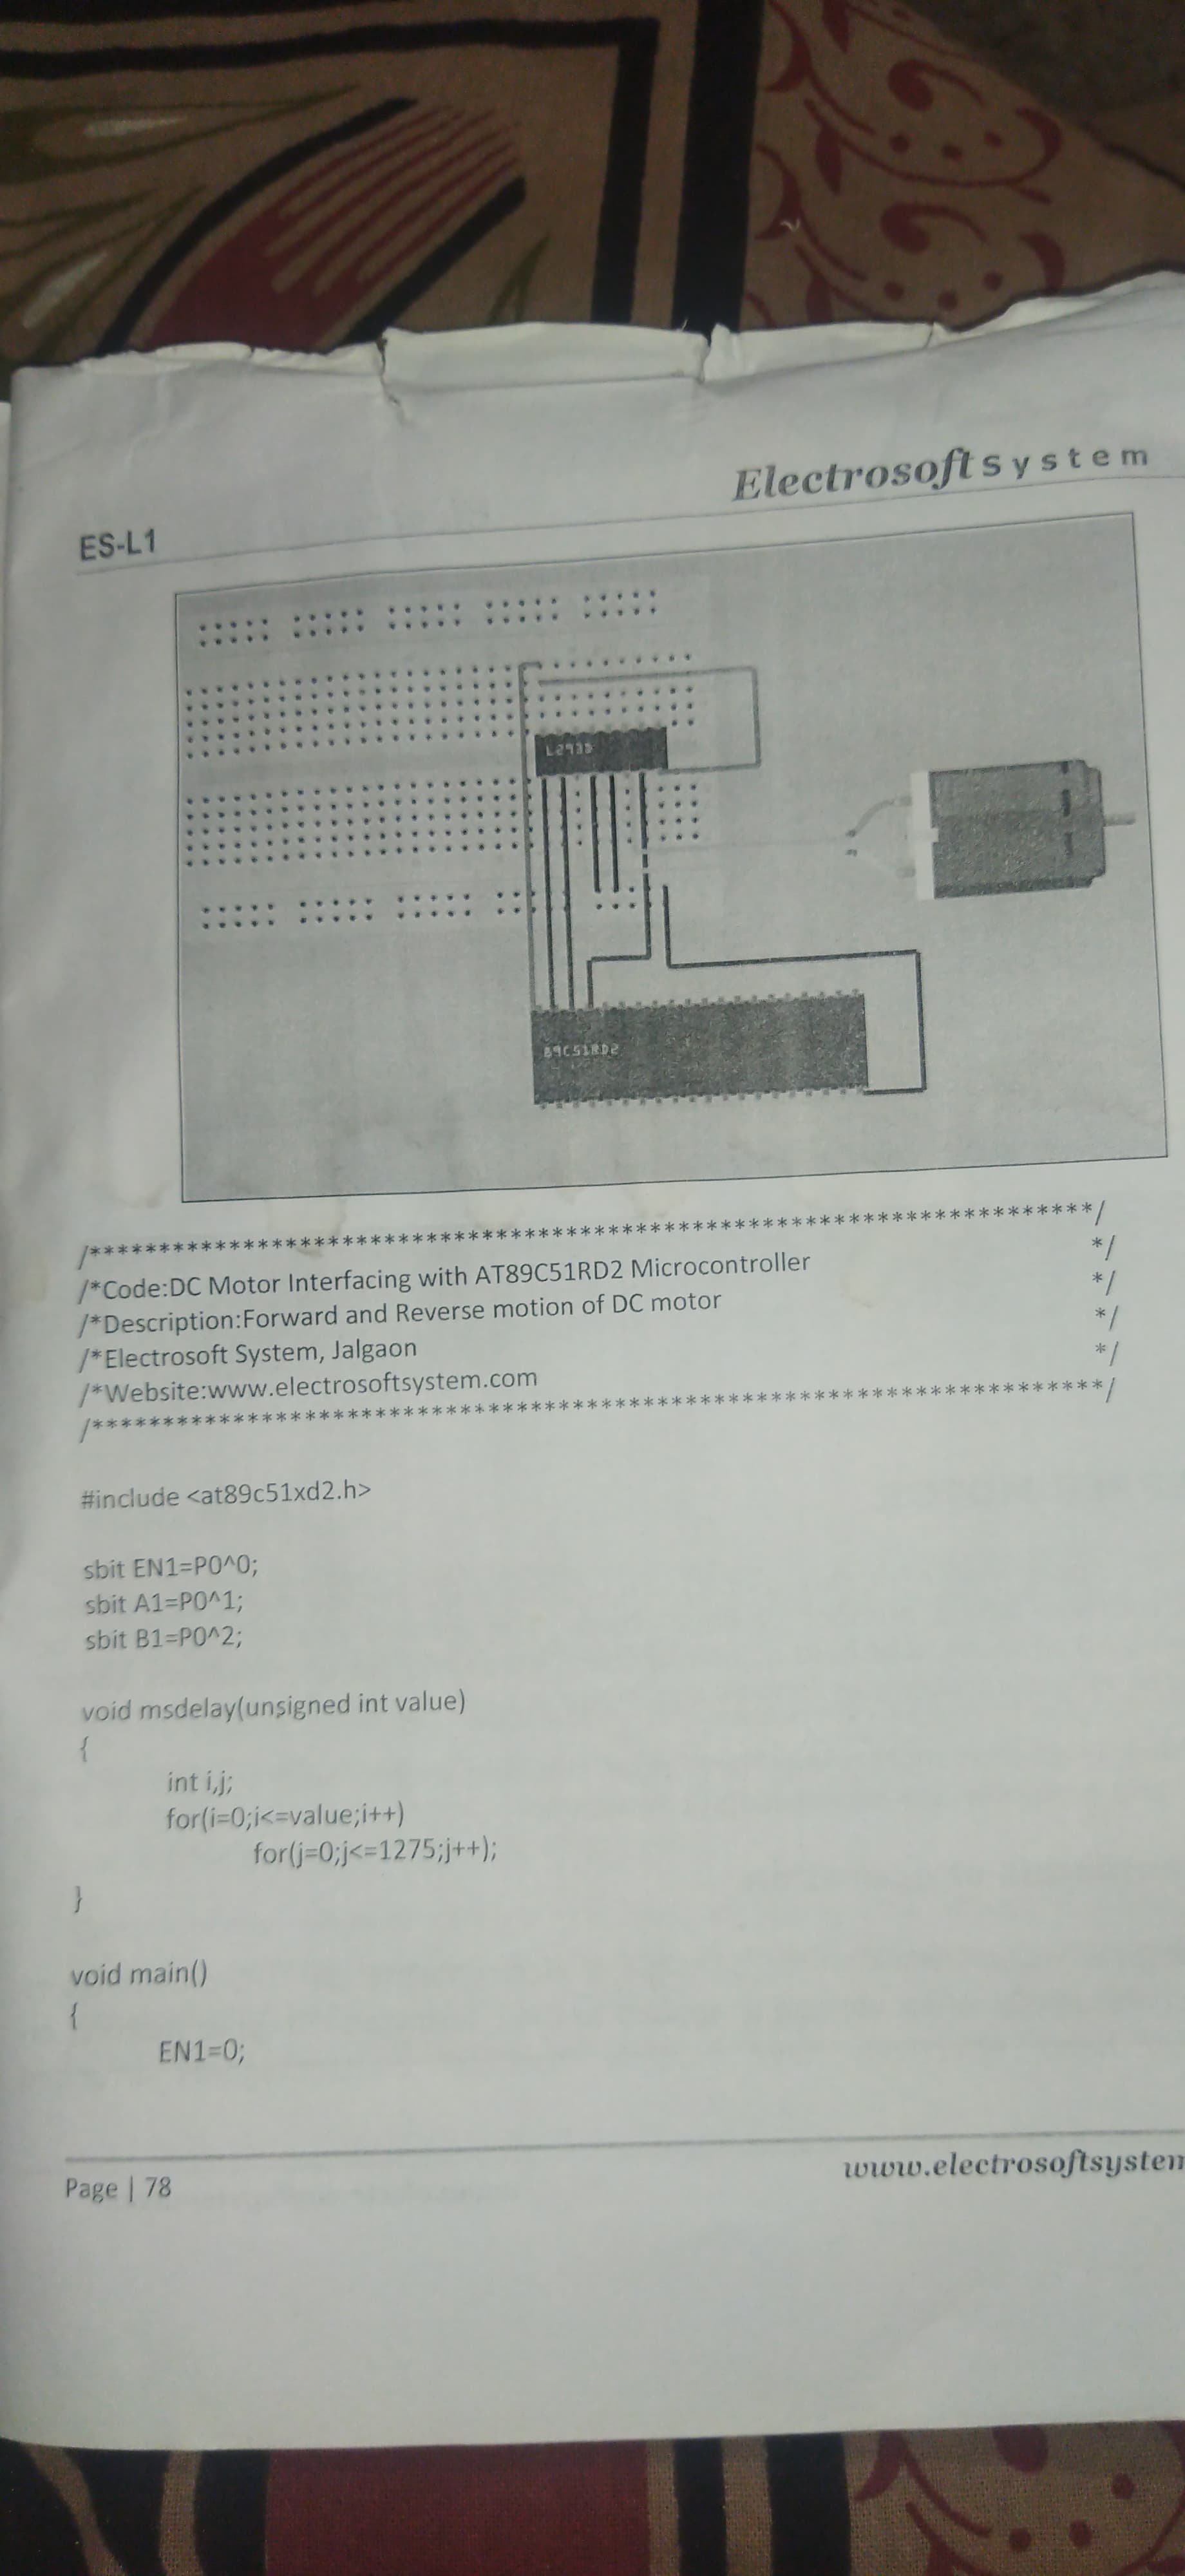 Electrosoft system
ES-L1
L293D
89C51RD2
/*******************************************************************************/
/*Code:DC Motor Interfacing with AT89C51RD2 Microcontroller */
/*Description:Forward and Reverse motion of DC motor */
/*Electrosoft System, Jalgaon */
/*Website:www.electrosoftsystem.com */
/*******************************************************************************/
#include <at89c51xd2.h>
sbit EN1=P0^0;
sbit A1=P0^1;
sbit B1=P0^2;
void msdelay(unsigned int value)
{
int i,j;
for(i=0;i<=value;i++)
for(j=0;j<=1275;j++);
}
void main()
{
EN1=0;
www.electrosoftsystem
Page | 78